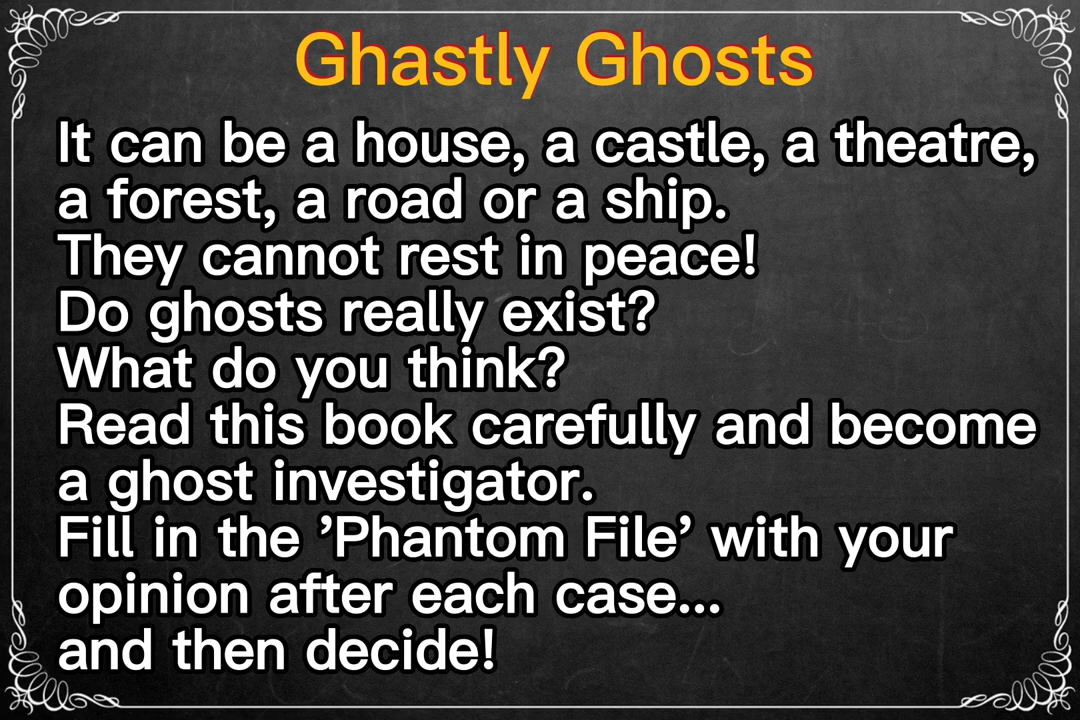 Ghastly Ghosts
It can be a house, a castle, a theatre,
a forest, a road or a ship.
They cannot rest in peace!
Do ghosts really exist?
What do you think?
Read this book carefully and become
a ghost investigator.
Fill in the ’Phantom File’ with your
opinion after each case...
and then decide!